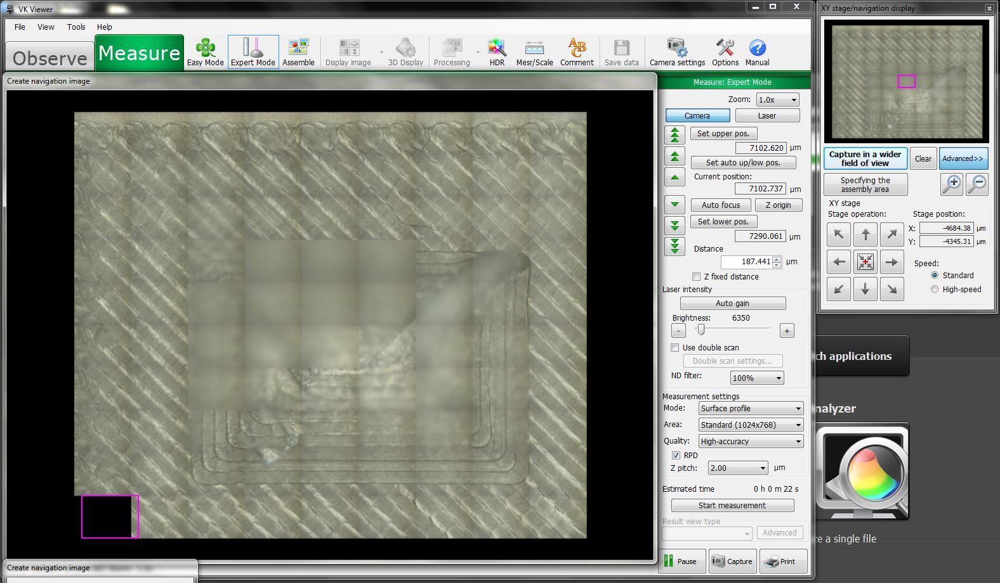 VK Viewer
File View Tools Help
Observe
Measure
Easy Mode
Expert Mode
Assemble
Display image
3D Display
Processing
HDR
Mesr/Scale
Comment
Save data
Camera settings
Options
Manual
Create navigation image
Measure: Expert Mode
Zoom: 1.0x
Camera Laser
Set upper pos.
7102.620 µm
Set auto up/low pos.
Current position:
7102.737 µm
Auto focus Z origin
Set lower pos.
7290.061 µm
Distance
187.441 µm
Z fixed distance
Laser intensity
Auto gain
Brightness: 6350
- +
Use double scan
Double scan settings...
ND filter: 100%
Measurement settings
Mode: Surface profile
Area: Standard (1024x768)
Quality: High-accuracy
RPD
Z pitch: 2.00 µm
Estimated time 0 h 0 m 22 s
Start measurement
Result view type
Advanced
Pause Capture Print
Create navigation image
XY stage/navigation display
Capture in a wider
field of view
Clear
Advanced>>
Specifying the
assembly area
XY stage
Stage operation: Stage position:
X: -4684.38 µm
Y: -4345.31 µm
Speed:
Standard
High-speed
ch applications
nalyzer
ze a single file